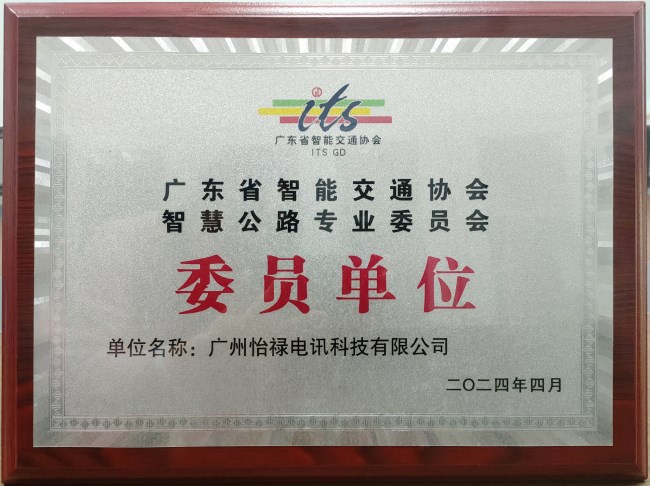 its
广东省智能交通协会
ITS GD
广东省智能交通协会
智慧公路专业委员会
委员单位
单位名称：广州怡禄电讯科技有限公司
二〇二四年四月